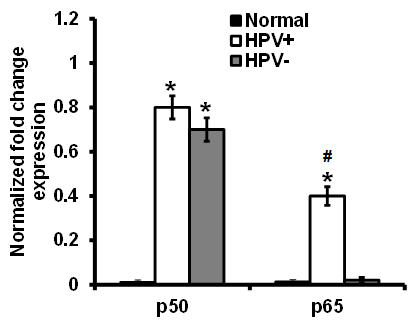 Normal
HPV+
HPV-
Normalized fold change
expression
1.2
1
0.8
0.6
0.4
0.2
0
*
*
#
*
p50
p65